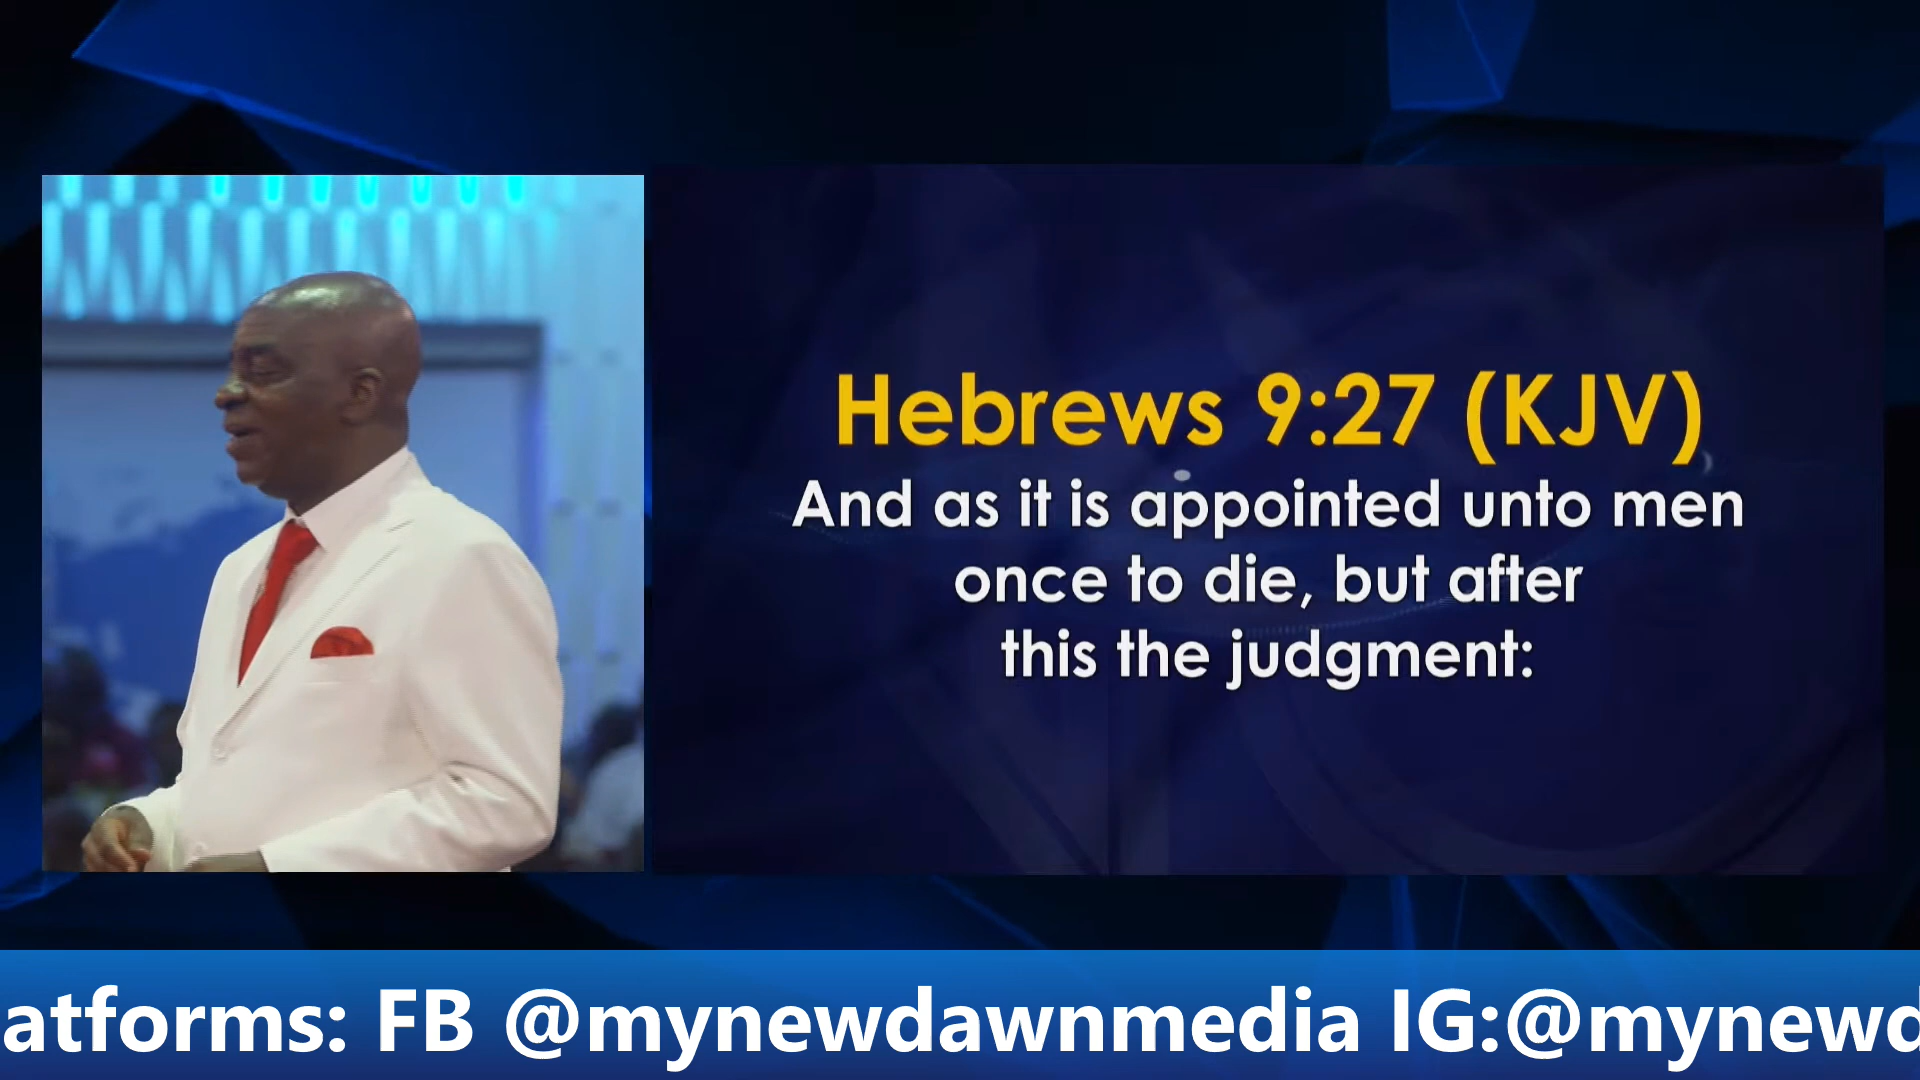 Hebrews 9:27 (KJV)
And as it is appointed unto men
once to die, but after
this the judgment:
atforms: FB @mynewdawnmedia IG:@mynewd